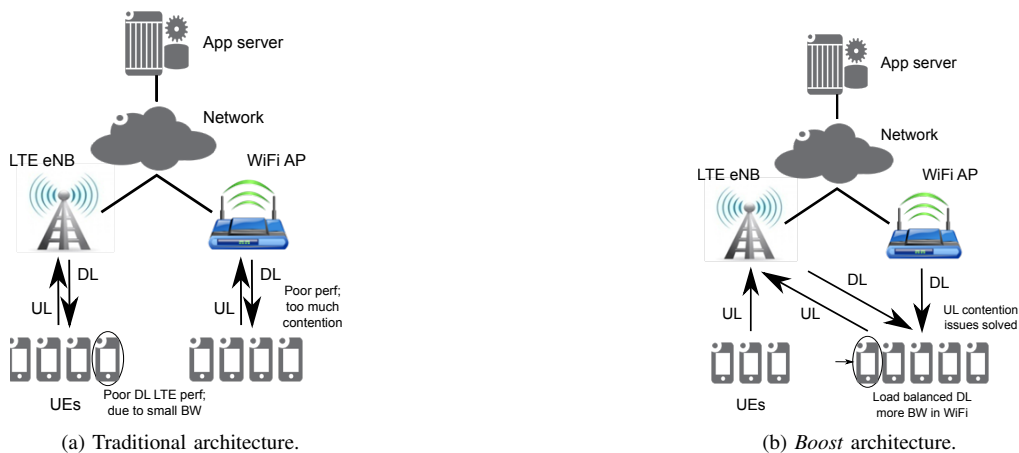 App server
Network
LTE eNB
WiFi AP
DL
UL
DL
UL
Poor perf;
too much
contention
UEs
Poor DL LTE perf;
due to small BW
(a) Traditional architecture.
App server
Network
LTE eNB
WiFi AP
UL
DL
UL
DL
UL contention
issues solved
UEs
Load balanced DL
more BW in WiFi
(b) Boost architecture.